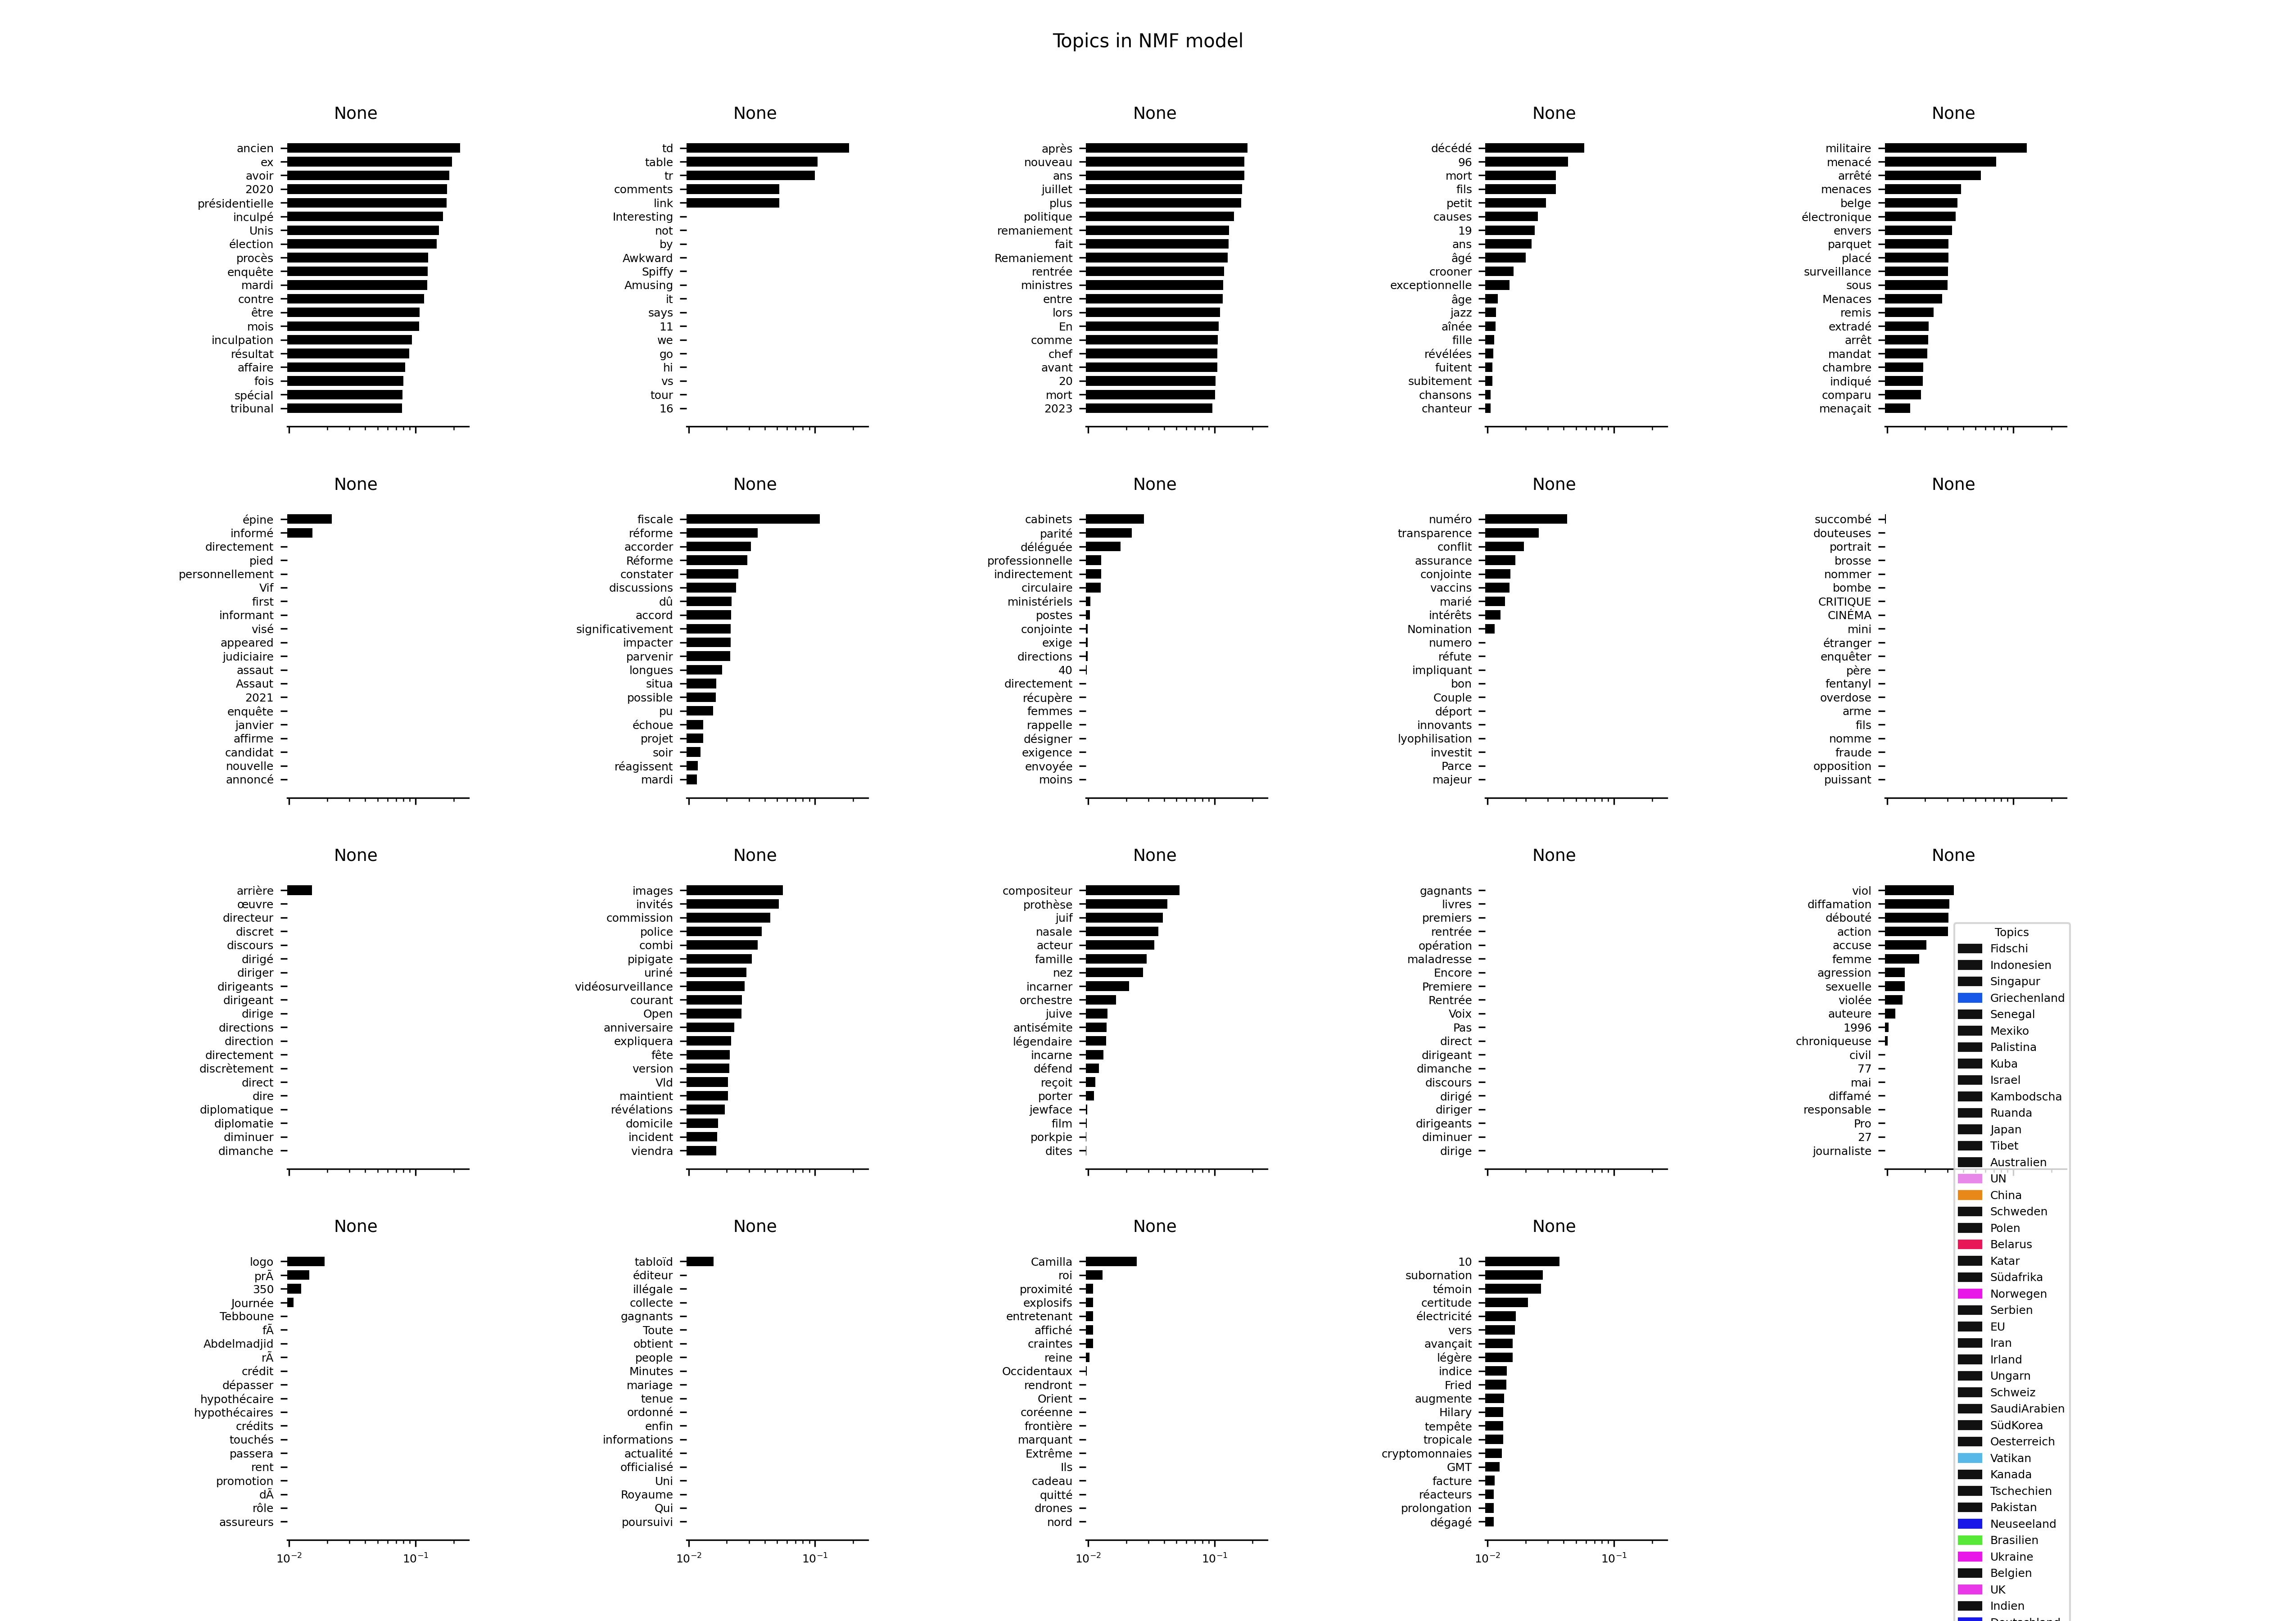 Topics in NMF model
None
ancien
ex
avoir
2020
présidentielle
inculpé
Unis
élection
procès
enquête
mardi
contre
être
mois
inculpation
résultat
affaire
fois
spécial
tribunal
None
td
table
tr
comments
link
Interesting
not
by
Awkward
Spiffy
Amusing
it
says
11
we
go
hi
vs
tour
16
None
après
nouveau
ans
juillet
plus
politique
remaniement
fait
Remaniement
rentrée
ministres
entre
lors
En
comme
chef
avant
20
mort
2023
None
décédé
96
mort
fils
petit
causes
19
ans
âgé
crooner
exceptionnelle
âge
jazz
aînée
fille
révélées
fuitent
subitement
chansons
chanteur
None
militaire
menacé
arrêté
menaces
belge
électronique
envers
parquet
placé
surveillance
sous
Menaces
remis
extradé
arrêt
mandat
chambre
indiqué
comparu
menaçait
None
épine
informé
directement
pied
personnellement
Vif
first
informant
visé
appeared
judiciaire
assaut
Assaut
2021
enquête
janvier
affirme
candidat
nouvelle
annoncé
None
fiscale
réforme
accorder
Réforme
constater
discussions
dû
accord
significativement
impacter
parvenir
longues
situa
possible
pu
échoue
projet
soir
réagissent
mardi
None
cabinets
parité
déléguée
professionnelle
indirectement
circulaire
ministériels
postes
conjointe
exige
directions
40
directement
récupère
femmes
rappelle
désigner
exigence
envoyée
moins
None
numéro
transparence
conflit
assurance
conjointe
vaccins
marié
intérêts
Nomination
numero
réfute
impliquant
bon
Couple
déport
innovants
lyophilisation
investit
Parce
majeur
None
succombé
douteuses
portrait
brosse
nommer
bombe
CRITIQUE
CINÉMA
mini
étranger
enquêter
père
fentanyl
overdose
arme
fils
nomme
fraude
opposition
puissant
None
arrière
œuvre
directeur
discret
discours
dirigé
diriger
dirigeants
dirigeant
dirige
directions
direction
directement
discrètement
direct
dire
diplomatique
diplomatie
diminuer
dimanche
None
images
invités
commission
police
combi
pipigate
uriné
vidéosurveillance
courant
Open
anniversaire
expliquera
fête
version
Vld
maintient
révélations
domicile
incident
viendra
None
compositeur
prothèse
juif
nasale
acteur
famille
nez
incarner
orchestre
juive
antisémite
légendaire
incarne
défend
reçoit
porter
jewface
film
porkpie
dites
None
gagnants
livres
premiers
rentrée
opération
maladresse
Encore
Premiere
Rentrée
Voix
Pas
direct
dirigeant
dimanche
discours
dirigé
diriger
dirigeants
diminuer
dirige
None
viol
diffamation
débouté
action
accuse
femme
agression
sexuelle
violée
auteure
1996
chroniqueuse
civil
77
mai
diffamé
responsable
Pro
27
journaliste
None
logo
prÃ
350
Journée
Tebboune
fÃ
Abdelmadjid
rÃ
crédit
dépasser
hypothécaire
hypothécaires
crédits
touchés
passera
rent
promotion
dÃ
rôle
assureurs
10⁻² 10⁻¹
None
tabloïd
éditeur
illégale
collecte
gagnants
Toute
obtient
people
Minutes
mariage
tenue
ordonné
enfin
informations
actualité
officialisé
Uni
Royaume
Qui
poursuivi
10⁻² 10⁻¹
None
Camilla
roi
proximité
explosifs
entretenant
affiché
craintes
reine
Occidentaux
rendront
Orient
coréenne
frontière
marquant
Extrême
Ils
cadeau
quitté
drones
nord
10⁻² 10⁻¹
None
10
subornation
témoin
certitude
électricité
vers
avançait
légère
indice
Fried
augmente
Hilary
tempête
tropicale
cryptomonnaies
GMT
facture
réacteurs
prolongation
dégagé
10⁻² 10⁻¹
Topics
Fidschi
Indonesien
Singapur
Griechenland
Senegal
Mexiko
Palistina
Kuba
Israel
Kambodscha
Ruanda
Japan
Tibet
Australien
UN
China
Schweden
Polen
Belarus
Katar
Südafrika
Norwegen
Serbien
EU
Iran
Irland
Ungarn
Schweiz
SaudiArabien
SüdKorea
Oesterreich
Vatikan
Kanada
Tschechien
Pakistan
Neuseeland
Brasilien
Ukraine
Belgien
UK
Indien